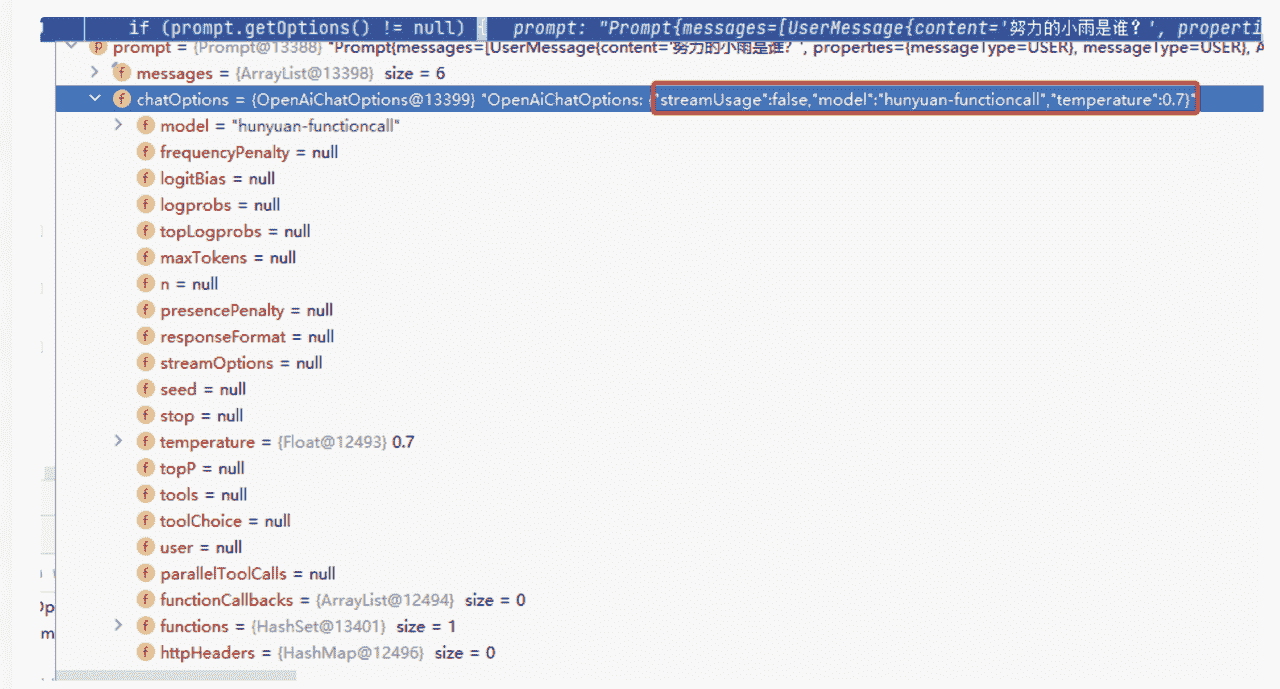 if (prompt.getOptions() != null) { prompt: "Prompt{messages=[UserMessage{content='努力的小雨是谁？', properti
prompt = {Prompt@13388} "Prompt{messages=[UserMessage{content='努力的小雨是谁？', properties={messageType=USER}, messageType=USER}, A
messages = {ArrayList@13398} size = 6
chatOptions = {OpenAiChatOptions@13399} "OpenAiChatOptions: {"streamUsage":false,"model":"hunyuan-functioncall","temperature":0.7}"
model = "hunyuan-functioncall"
frequencyPenalty = null
logitBias = null
logprobs = null
topLogprobs = null
maxTokens = null
n = null
presencePenalty = null
responseFormat = null
streamOptions = null
seed = null
stop = null
temperature = {Float@12493} 0.7
topP = null
tools = null
toolChoice = null
user = null
parallelToolCalls = null
functionCallbacks = {ArrayList@12494} size = 0
functions = {HashSet@13401} size = 1
httpHeaders = {HashMap@12496} size = 0